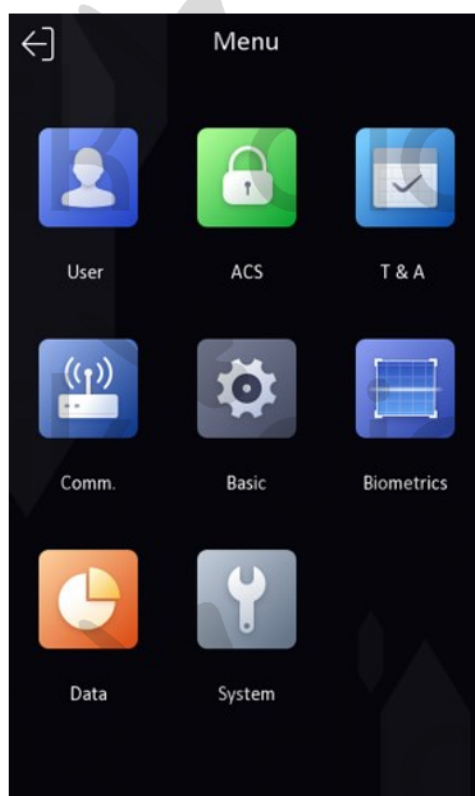 Menu
User
ACS
T & A
Comm.
Basic
Biometrics
Data
System